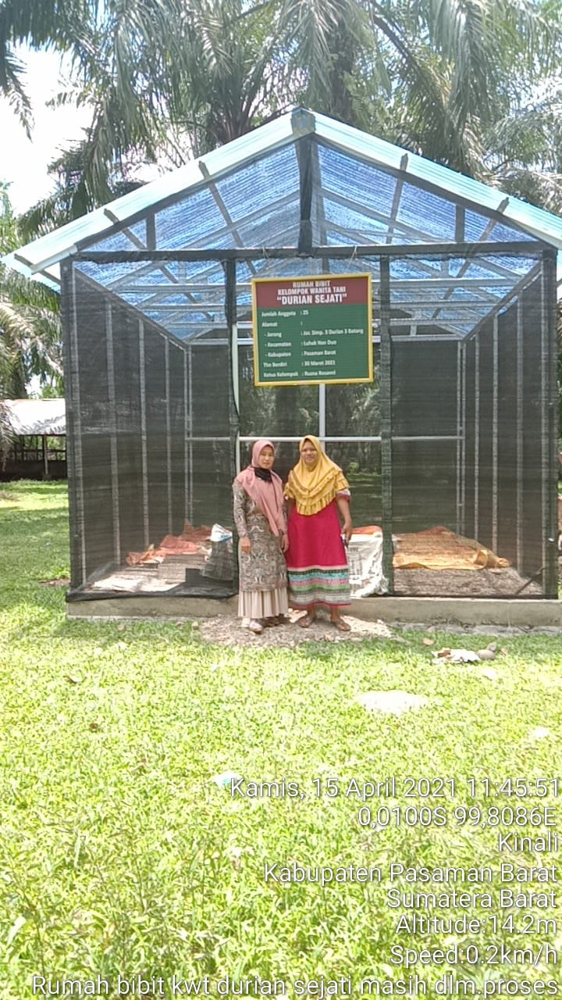 RUMAH BIBIT
KELOMPOK WANITA TANI
"DURIAN SEJATI"
Jumlah Anggota : 25
Alamat :
- Jorong : Jor. Simp. 3 Durian 3 Batang
- Kecamatan : Luhak Nan Duo
- Kabupaten : Pasaman Barat
Thn Berdiri : 30 Maret 2021
Ketua Kelompok : Rusna Rosanni
Kamis, 15 April 2021 11:45:51
0,0100S 99,8086E
Kinali
Kabupaten Pasaman Barat
Sumatera Barat
Altitude:14.2m
Speed:0.2km/h
Rumah bibit kwt durian sejati masih dlm.proses